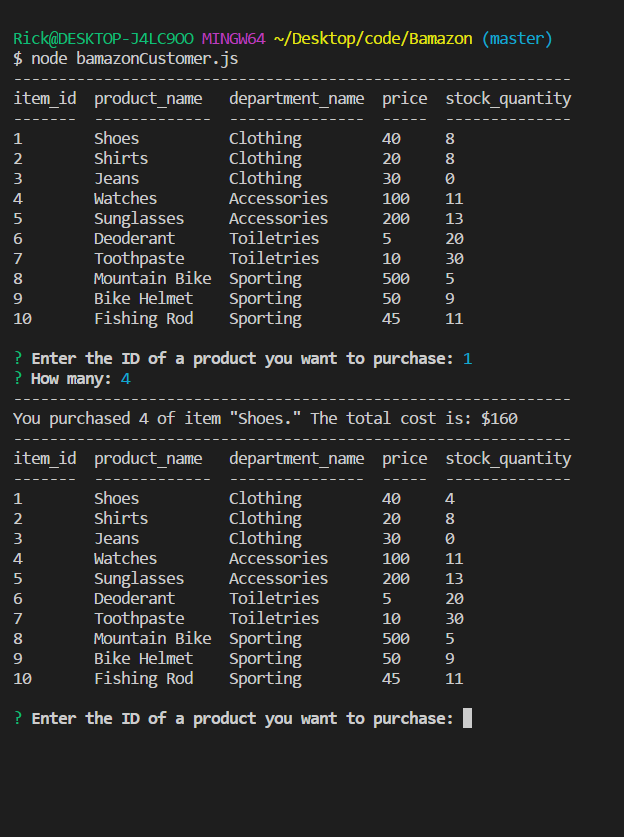 Rick@DESKTOP-J4LC9OO MINGW64 ~/Desktop/code/Bamazon (master)
$ node bamazonCustomer.js
--------------------------------------------------------------
item_id  product_name   department_name  price  stock_quantity
-------  -------------  ---------------  -----  --------------
1        Shoes          Clothing         40     8
2        Shirts         Clothing         20     8
3        Jeans          Clothing         30     0
4        Watches        Accessories      100    11
5        Sunglasses     Accessories      200    13
6        Deoderant      Toiletries       5      20
7        Toothpaste     Toiletries       10     30
8        Mountain Bike  Sporting         500    5
9        Bike Helmet    Sporting         50     9
10       Fishing Rod    Sporting         45     11
? Enter the ID of a product you want to purchase: 1
? How many: 4
--------------------------------------------------------------
You purchased 4 of item "Shoes." The total cost is: $160
--------------------------------------------------------------
item_id  product_name   department_name  price  stock_quantity
-------  -------------  ---------------  -----  --------------
1        Shoes          Clothing         40     4
2        Shirts         Clothing         20     8
3        Jeans          Clothing         30     0
4        Watches        Accessories      100    11
5        Sunglasses     Accessories      200    13
6        Deoderant      Toiletries       5      20
7        Toothpaste     Toiletries       10     30
8        Mountain Bike  Sporting         500    5
9        Bike Helmet    Sporting         50     9
10       Fishing Rod    Sporting         45     11
? Enter the ID of a product you want to purchase: